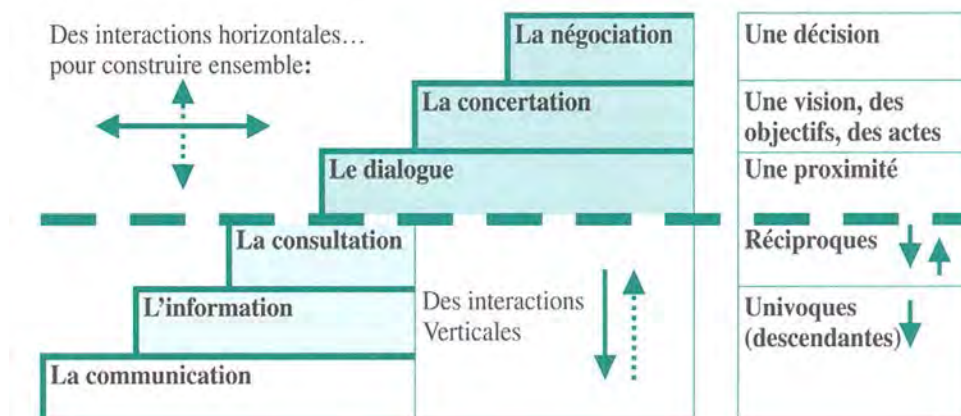 Des interactions horizontales…
pour construire ensemble:
La négociation
Une décision
La concertation
Une vision, des
objectifs, des actes
Le dialogue
Une proximité
La consultation
Réciproques
L'information
Des interactions
Verticales
Univoques
(descendantes)
La communication